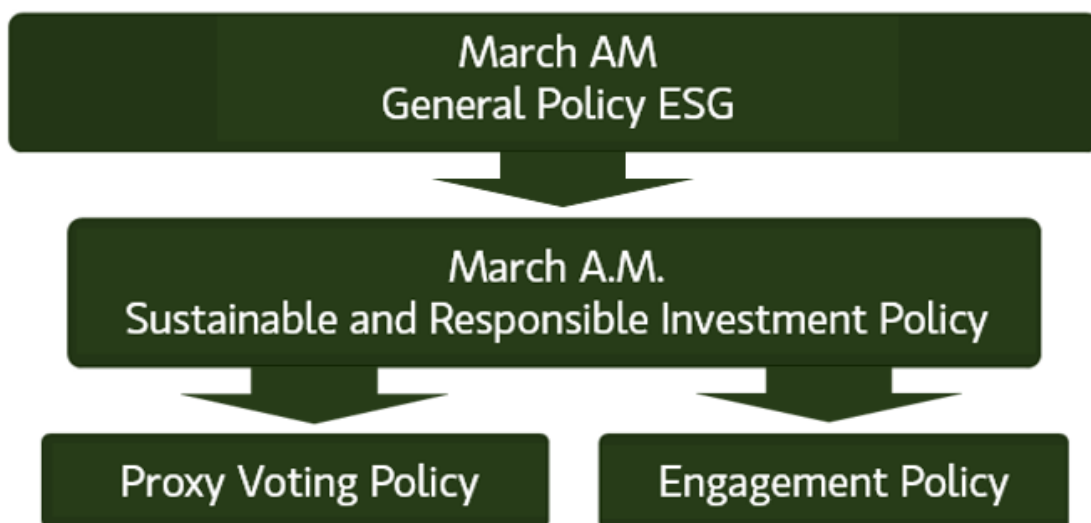 March AM
General Policy ESG
March A.M.
Sustainable and Responsible Investment Policy
Proxy Voting Policy
Engagement Policy